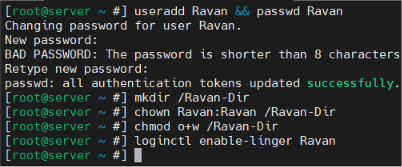 [root@server ~ #] useradd Ravan && passwd Ravan
Changing password for user Ravan.
New password:
BAD PASSWORD: The password is shorter than 8 characters
Retype new password:
passwd: all authentication tokens updated successfully.
[root@server ~ #] mkdir /Ravan-Dir
[root@server ~ #] chown Ravan:Ravan /Ravan-Dir
[root@server ~ #] chmod o+w /Ravan-Dir
[root@server ~ #] loginctl enable-linger Ravan
[root@server ~ #]